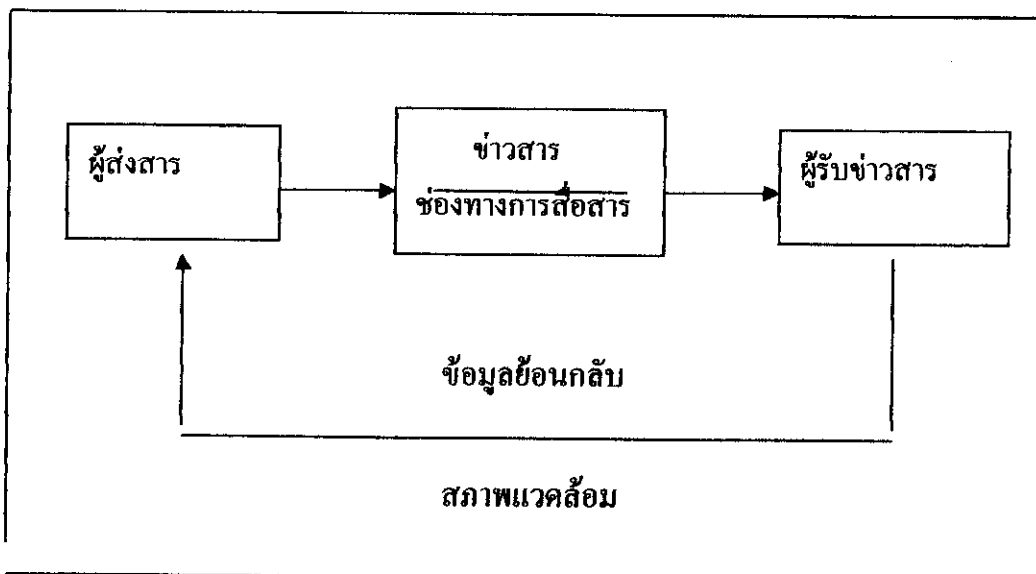 ผู้ส่งสาร
ข่าวสาร
ช่องทางการสื่อสาร
ผู้รับข่าวสาร
ข้อมูลย้อนกลับ
สภาพแวดล้อม